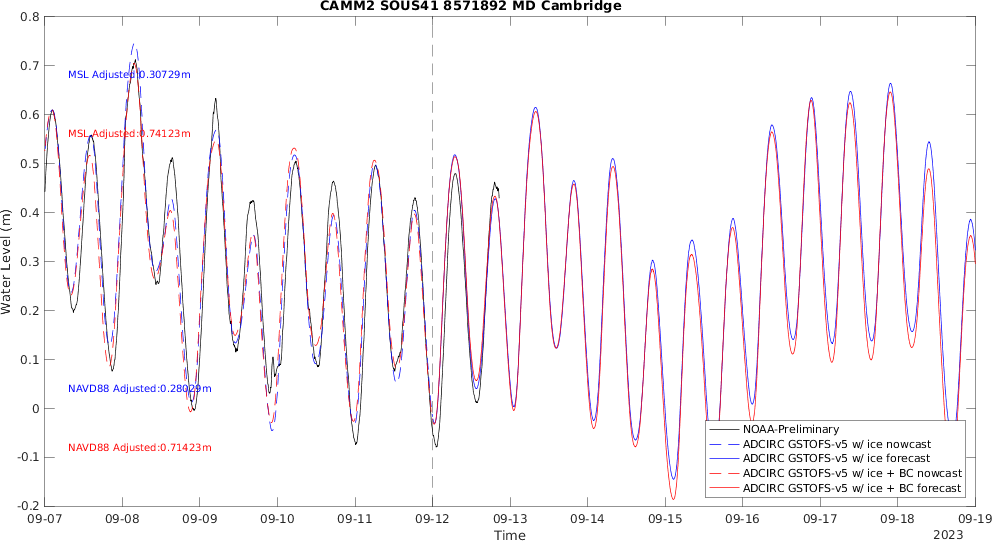 CAMM2 SOUS41 8571892 MD Cambridge
0.8
0.7
0.6
0.5
0.4
0.3
0.2
0.1
0
-0.1
-0.2
Water Level (m)
MSL Adjusted:0.30729m
MSL Adjusted:0.74123m
NAVD88 Adjusted:0.28029m
NAVD88 Adjusted:0.71423m
NOAA-Preliminary
ADCIRC GSTOFS-v5 w/ ice nowcast
ADCIRC GSTOFS-v5 w/ ice forecast
ADCIRC GSTOFS-v5 w/ ice + BC nowcast
ADCIRC GSTOFS-v5 w/ ice + BC forecast
09-07 09-08 09-09 09-10 09-11 09-12 09-13 09-14 09-15 09-16 09-17 09-18 09-19
Time
2023